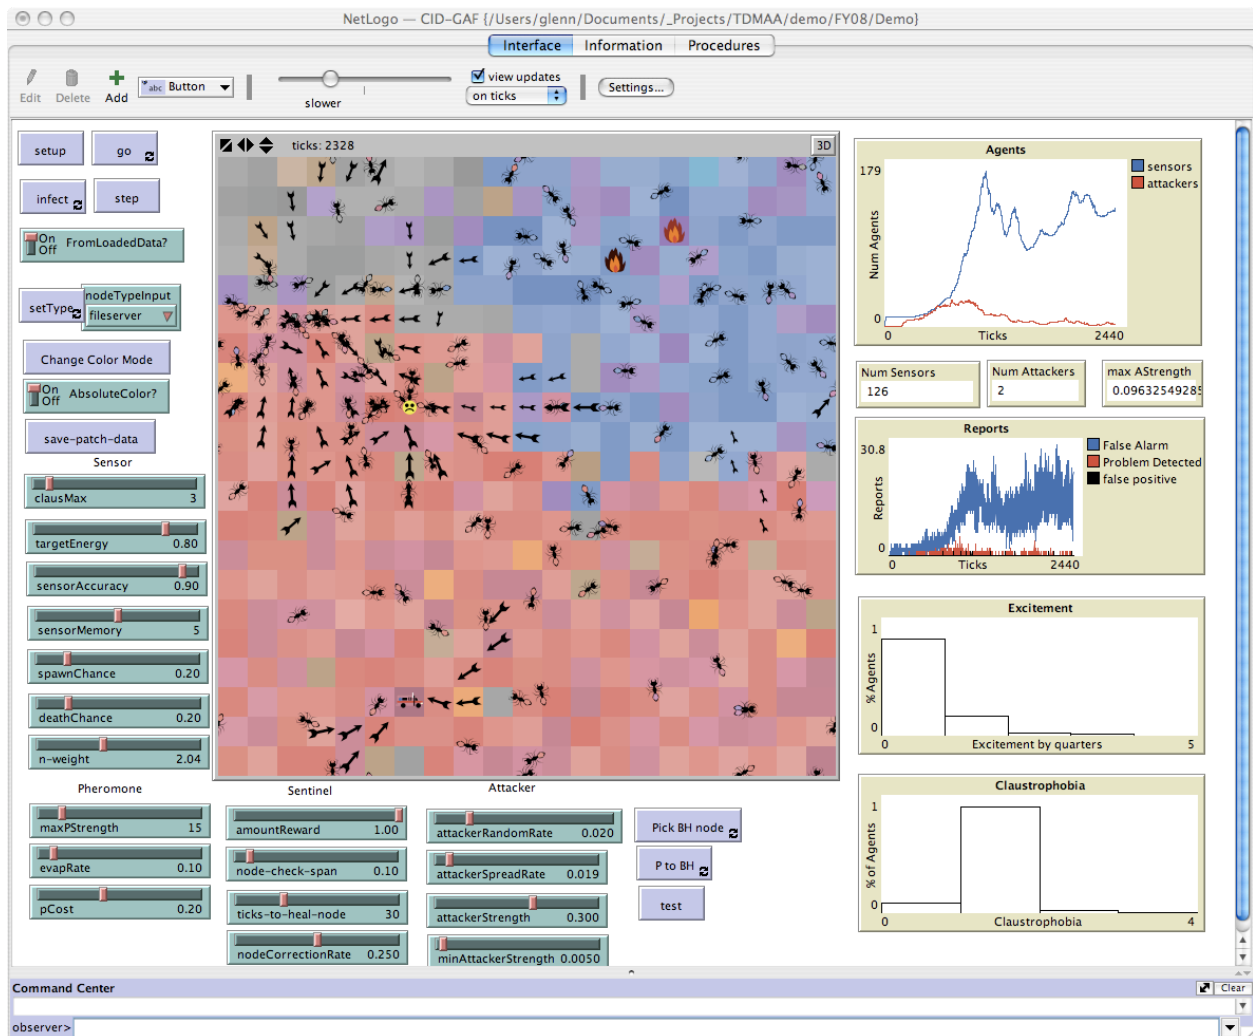 NetLogo — CID-GAF {/Users/glenn/Documents/_Projects/TDMAA/demo/FY08/Demo}
Interface Information Procedures
Edit Delete Add abc Button slower view updates on ticks Settings...
ticks: 2328 3D
setup go
infect step
On Off FromLoadedData?
setType nodeTypeInput fileserver
Change Color Mode
On Off AbsoluteColor?
save-patch-data
Sensor
clausMax 3
targetEnergy 0.80
sensorAccuracy 0.90
sensorMemory 5
spawnChance 0.20
deathChance 0.20
n-weight 2.04
Pheromone
maxPStrength 15
evapRate 0.10
pCost 0.20
Sentinel
amountReward 1.00
node-check-span 0.10
ticks-to-heal-node 30
nodeCorrectionRate 0.250
Attacker
attackerRandomRate 0.020
attackerSpreadRate 0.019
attackerStrength 0.300
minAttackerStrength 0.0050
Pick BH node
P to BH
test
Agents
179
sensors
attackers
Num Agents
0
0 Ticks 2440
Num Sensors
126
Num Attackers
2
max AStrength
0.0963254928
Reports
30.8
False Alarm
Problem Detected
false positive
Reports
0
0 Ticks 2440
Excitement
1
% Agents
0
0 Excitement by quarters 5
Claustrophobia
1
% of Agents
0
0 Claustrophobia 4
Command Center Clear
observer>